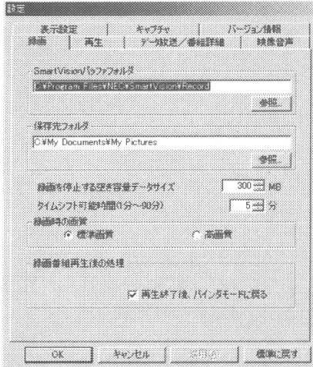 設定
表示設定 キャプチャ バージョン情報
録画 再生 データ放送／番組詳細 映像音声
SmartVisionバッファフォルダ
C:¥Program Files¥NEC¥SmartVision¥Record
参照...
保存先フォルダ
C:¥My Documents¥My Pictures
参照...
録画を停止する空き容量データサイズ 300 MB
タイムシフト可能時間(1分～90分) 5 分
録画時の画質
標準画質 高画質
録画番組再生後の処理
再生終了後、バインダモードに戻る
OK キャンセル 標準に戻す